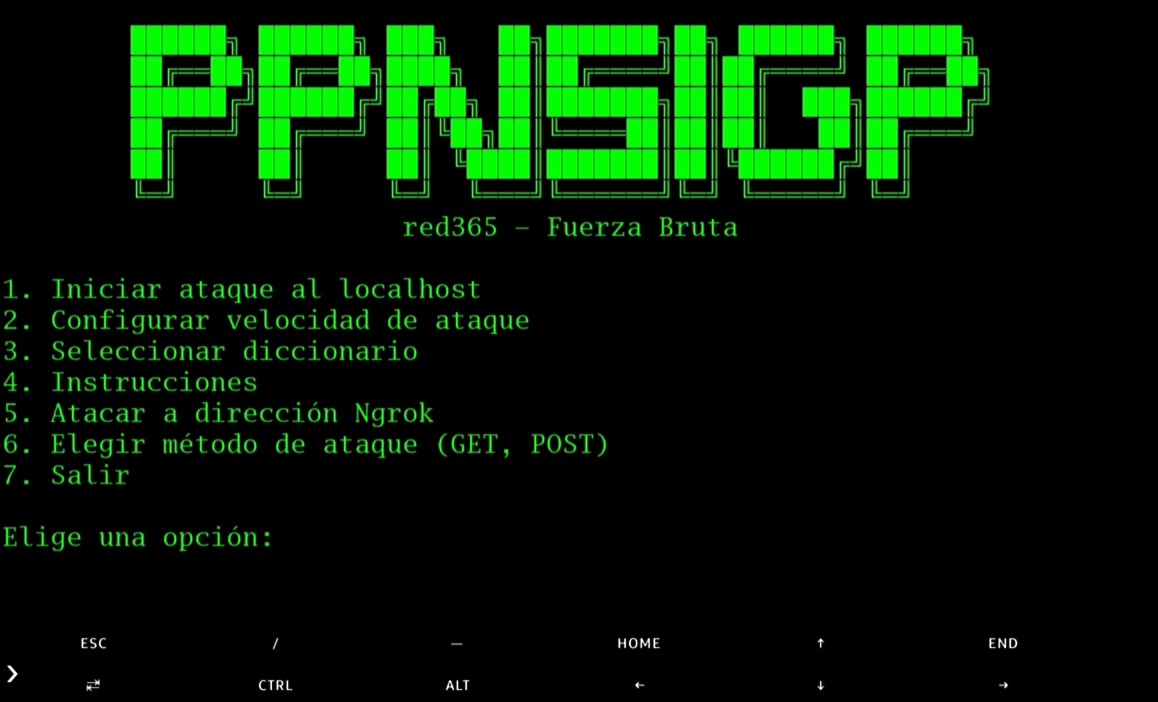 PPNSIGP
red365 – Fuerza Bruta
1. Iniciar ataque al localhost
2. Configurar velocidad de ataque
3. Seleccionar diccionario
4. Instrucciones
5. Atacar a dirección Ngrok
6. Elegir método de ataque (GET, POST)
7. Salir
Elige una opción:
ESC / — HOME ↑ END
› ⇄ CTRL ALT ← ↓ →